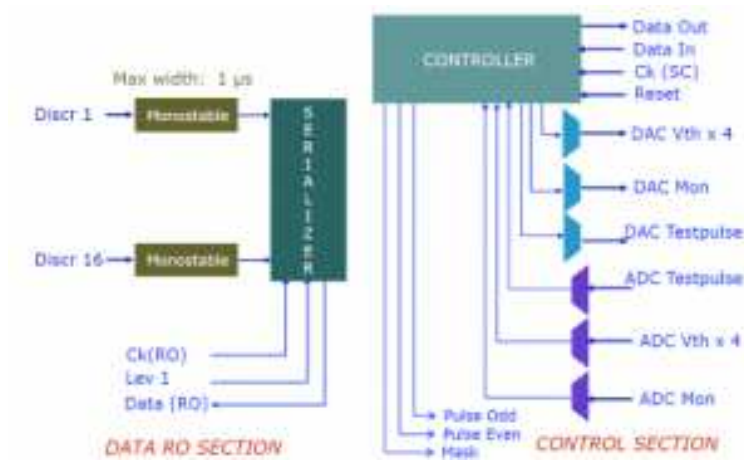 Max width: 1 µs
Discr 1
Monostable
SERIALIZER
Discr 16
Monostable
Ck(RO)
Lev 1
Data (RO)
DATA RO SECTION
CONTROLLER
Data Out
Data In
Ck (SC)
Reset
DAC Vth x 4
DAC Mon
DAC Testpulse
ADC Testpulse
ADC Vth x 4
ADC Mon
Pulse Odd
Pulse Even
Mask
CONTROL SECTION